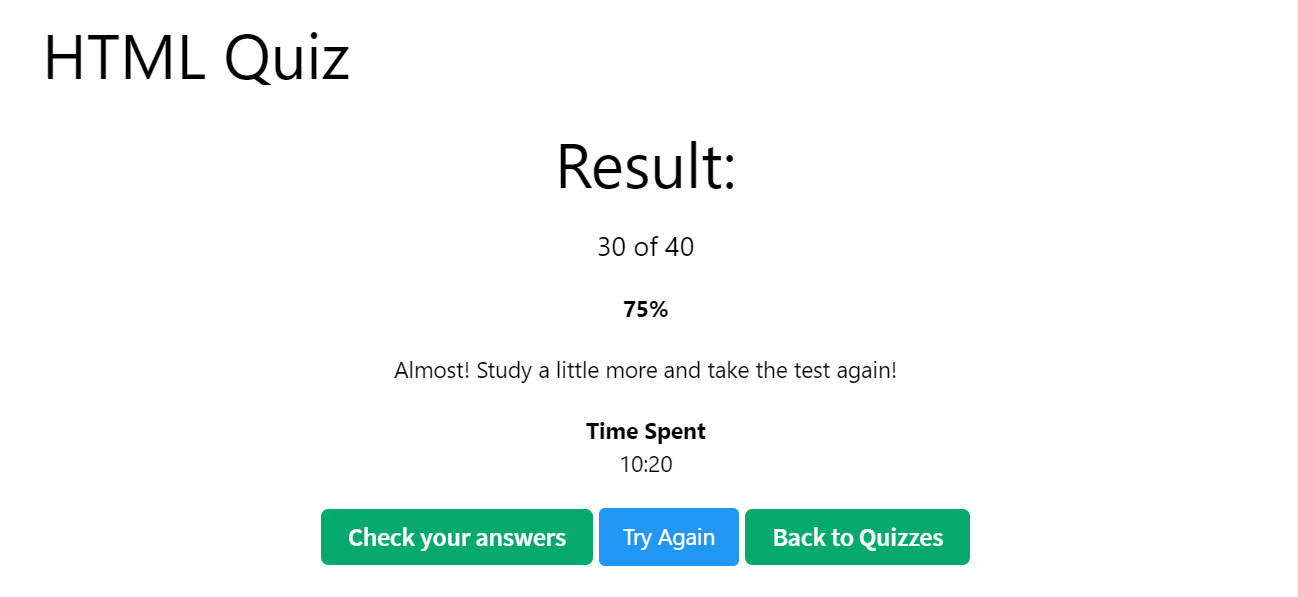 HTML Quiz
Result:
30 of 40
75%
Almost! Study a little more and take the test again!
Time Spent
10:20
Check your answers Try Again Back to Quizzes